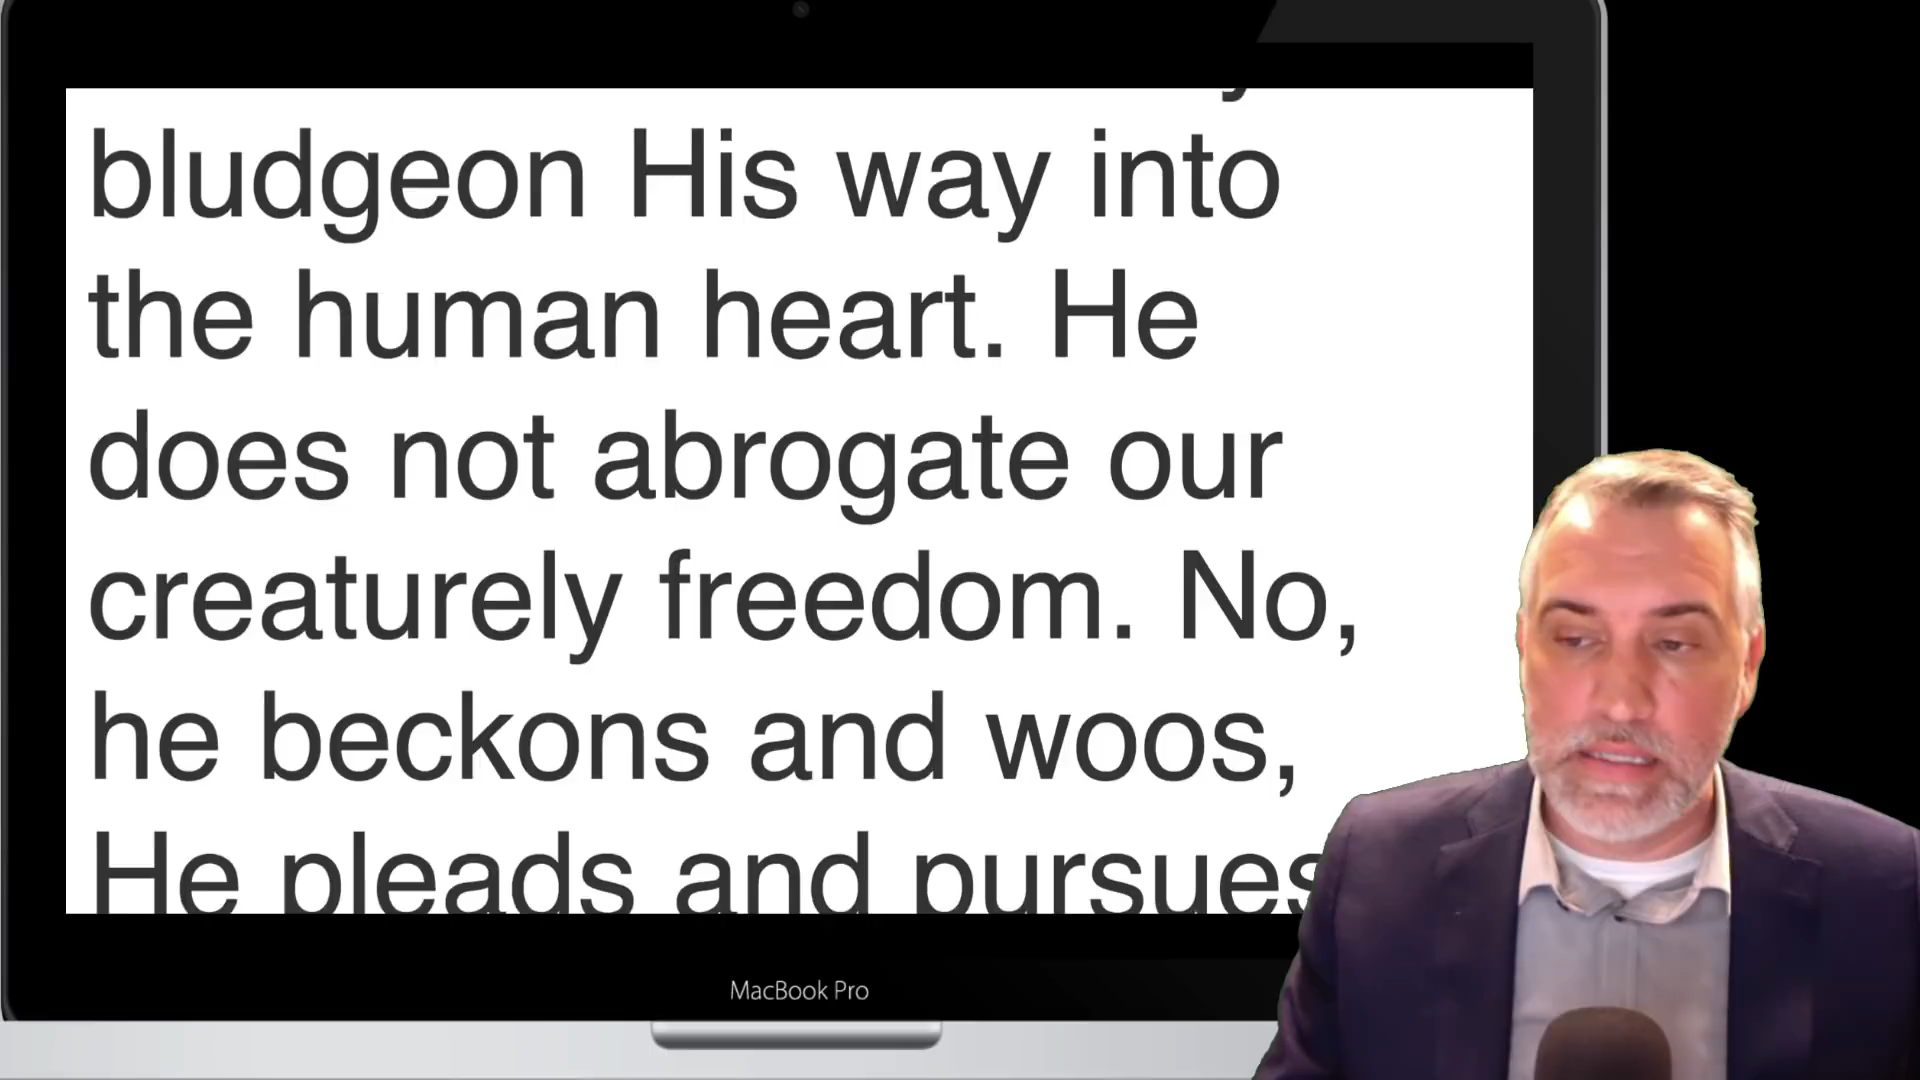 bludgeon His way into
the human heart. He
does not abrogate our
creaturely freedom. No,
he beckons and woos,
He pleads and pursues
MacBook Pro